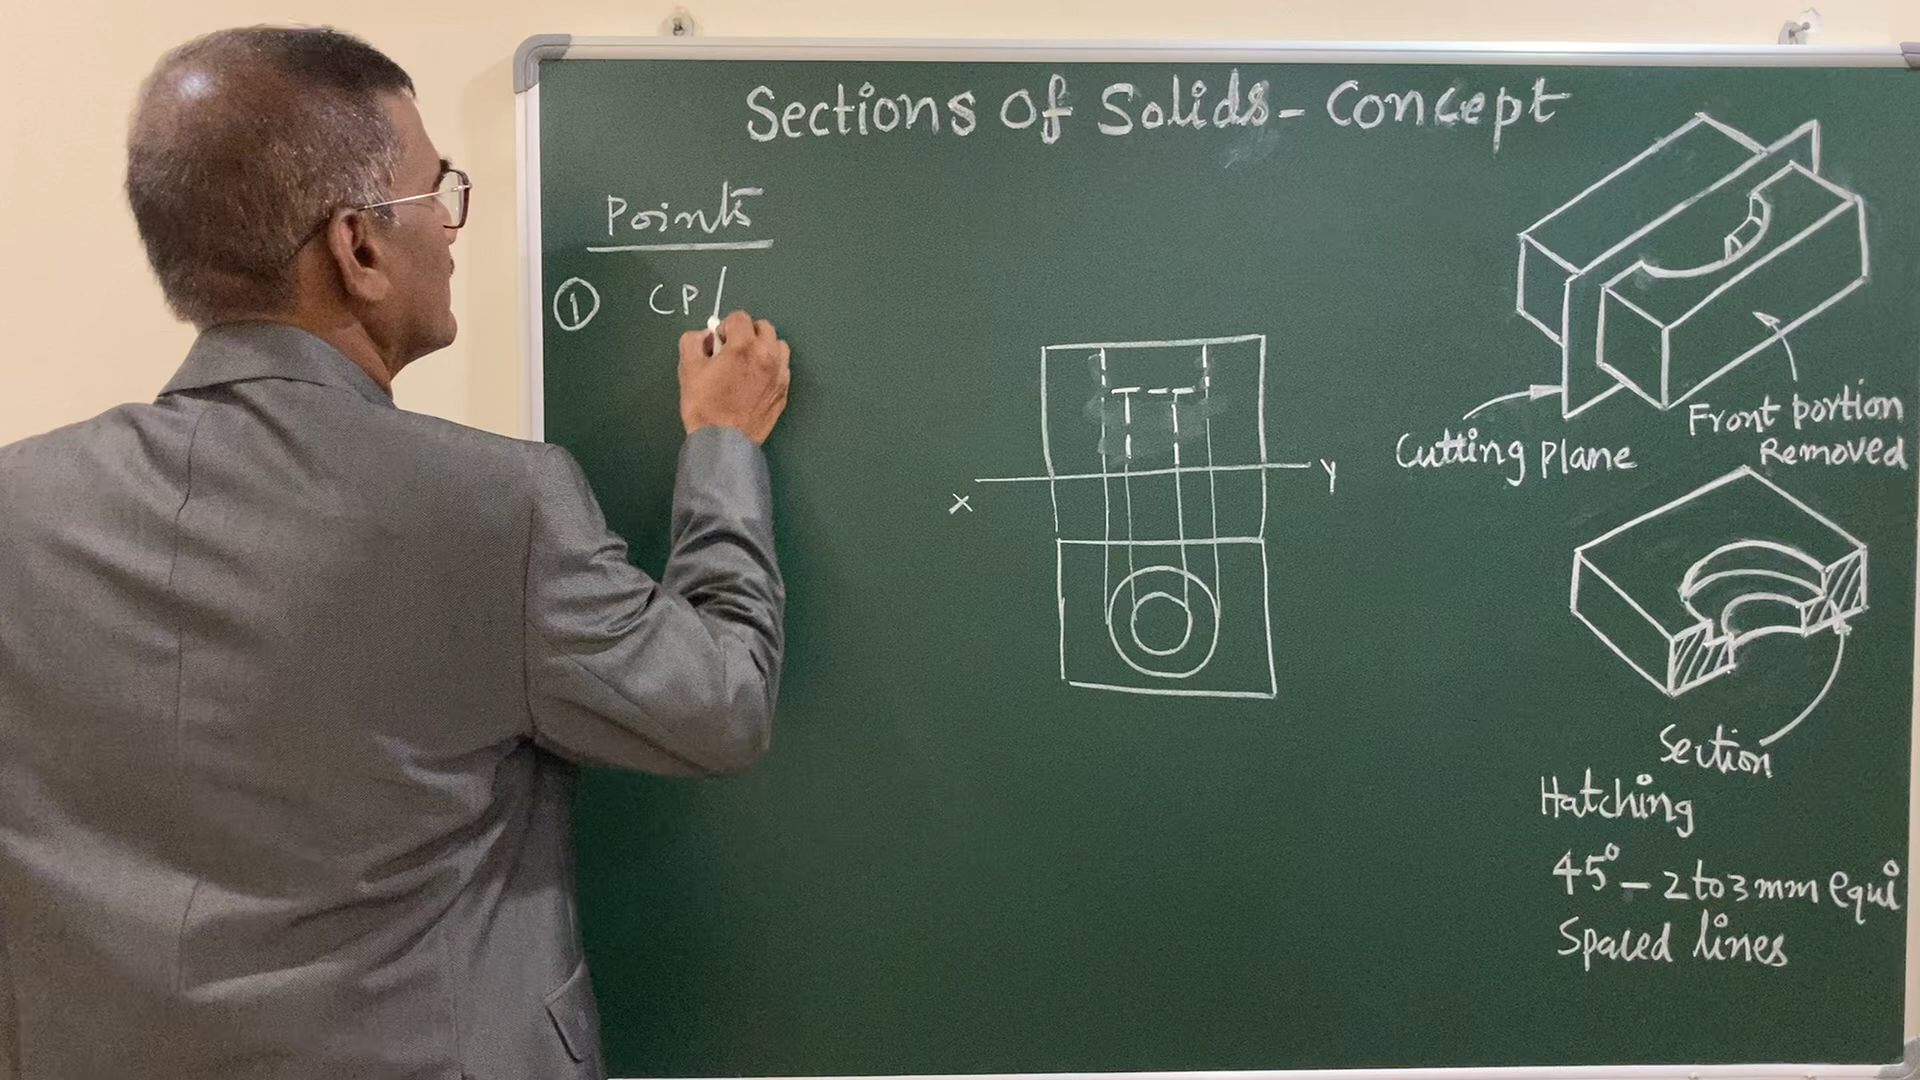 Sections Of Solids - Concept
Points
① CP/
X
Y
Cutting plane
Front portion
Removed
Section
Hatching
45° - 2 to 3 mm equi
Spaced lines